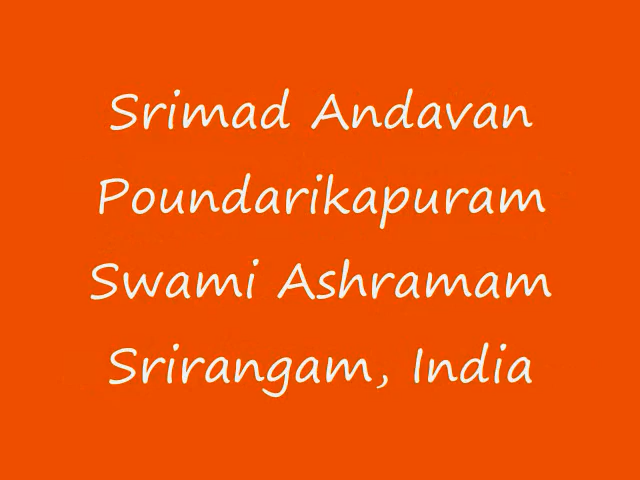 Srimad Andavan
Poundarikapuram
Swami Ashramam
Srirangam, India